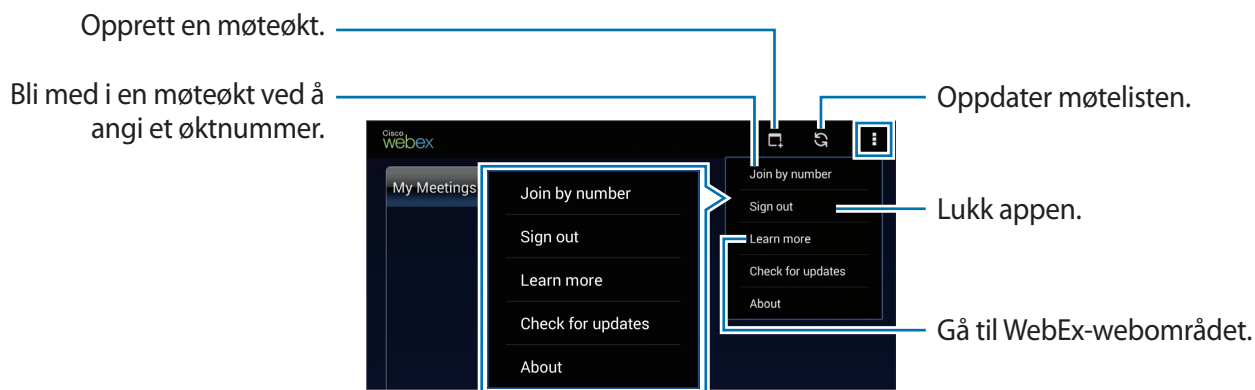 Opprett en møteøkt.
Bli med i en møteøkt ved å
angi et øktnummer.
Oppdater møtelisten.
Cisco
webex
My Meetings
Join by number
Sign out
Learn more
Check for updates
About
Join by number
Sign out
Learn more
Check for updates
About
Lukk appen.
Gå til WebEx-webområdet.